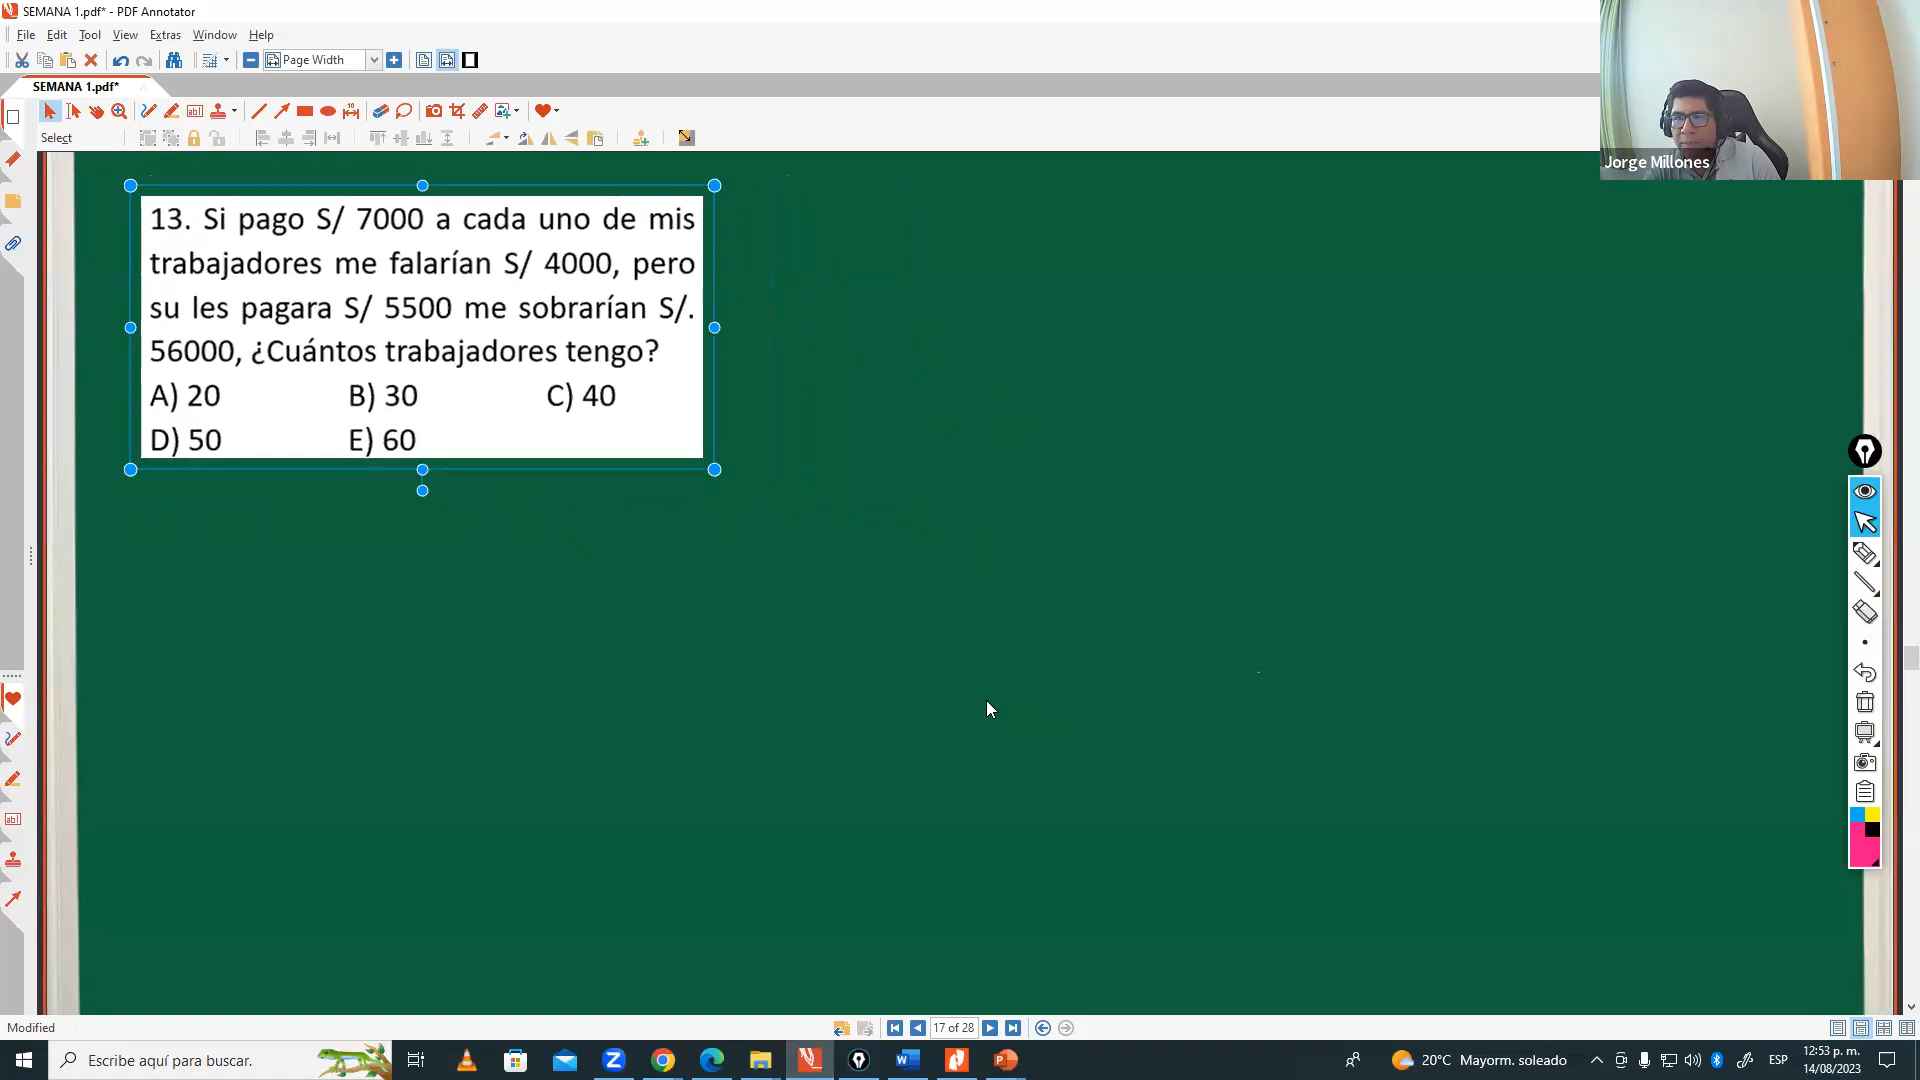 SEMANA 1.pdf* - PDF Annotator
File Edit Tool View Extras Window Help
Page Width
SEMANA 1.pdf*
Select
Jorge Millones
13. Si pago S/ 7000 a cada uno de mis
trabajadores me falarían S/ 4000, pero
su les pagara S/ 5500 me sobrarían S/.
56000, ¿Cuántos trabajadores tengo?
A) 20 B) 30 C) 40
D) 50 E) 60
Modified
17 of 28
Escribe aquí para buscar.
20°C Mayorm. soleado
ESP
12:53 p. m.
14/08/2023